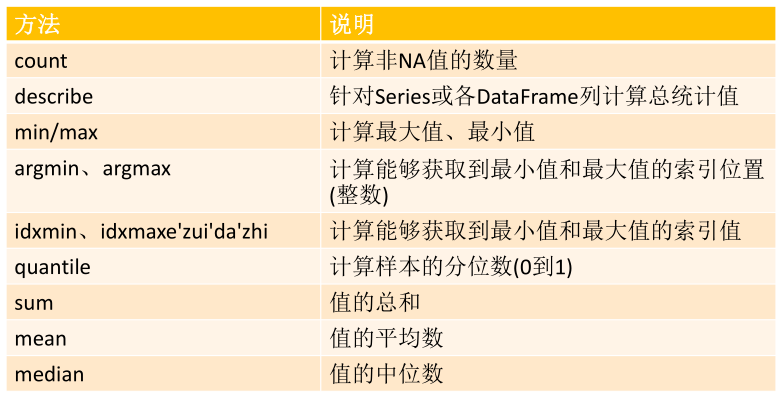 方法 说明
count 计算非NA值的数量
describe 针对Series或各DataFrame列计算总统计值
min/max 计算最大值、最小值
argmin、argmax 计算能够获取到最小值和最大值的索引位置
(整数)
idxmin、idxmaxe'zui'da'zhi 计算能够获取到最小值和最大值的索引值
quantile 计算样本的分位数(0到1)
sum 值的总和
mean 值的平均数
median 值的中位数